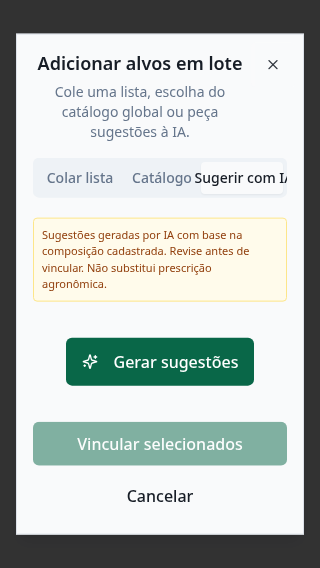 Adicionar alvos em lote
Cole uma lista, escolha do
catálogo global ou peça
sugestões à IA.
Colar lista Catálogo Sugerir com IA
Sugestões geradas por IA com base na
composição cadastrada. Revise antes de
vincular. Não substitui prescrição
agronômica.
Gerar sugestões
Vincular selecionados
Cancelar